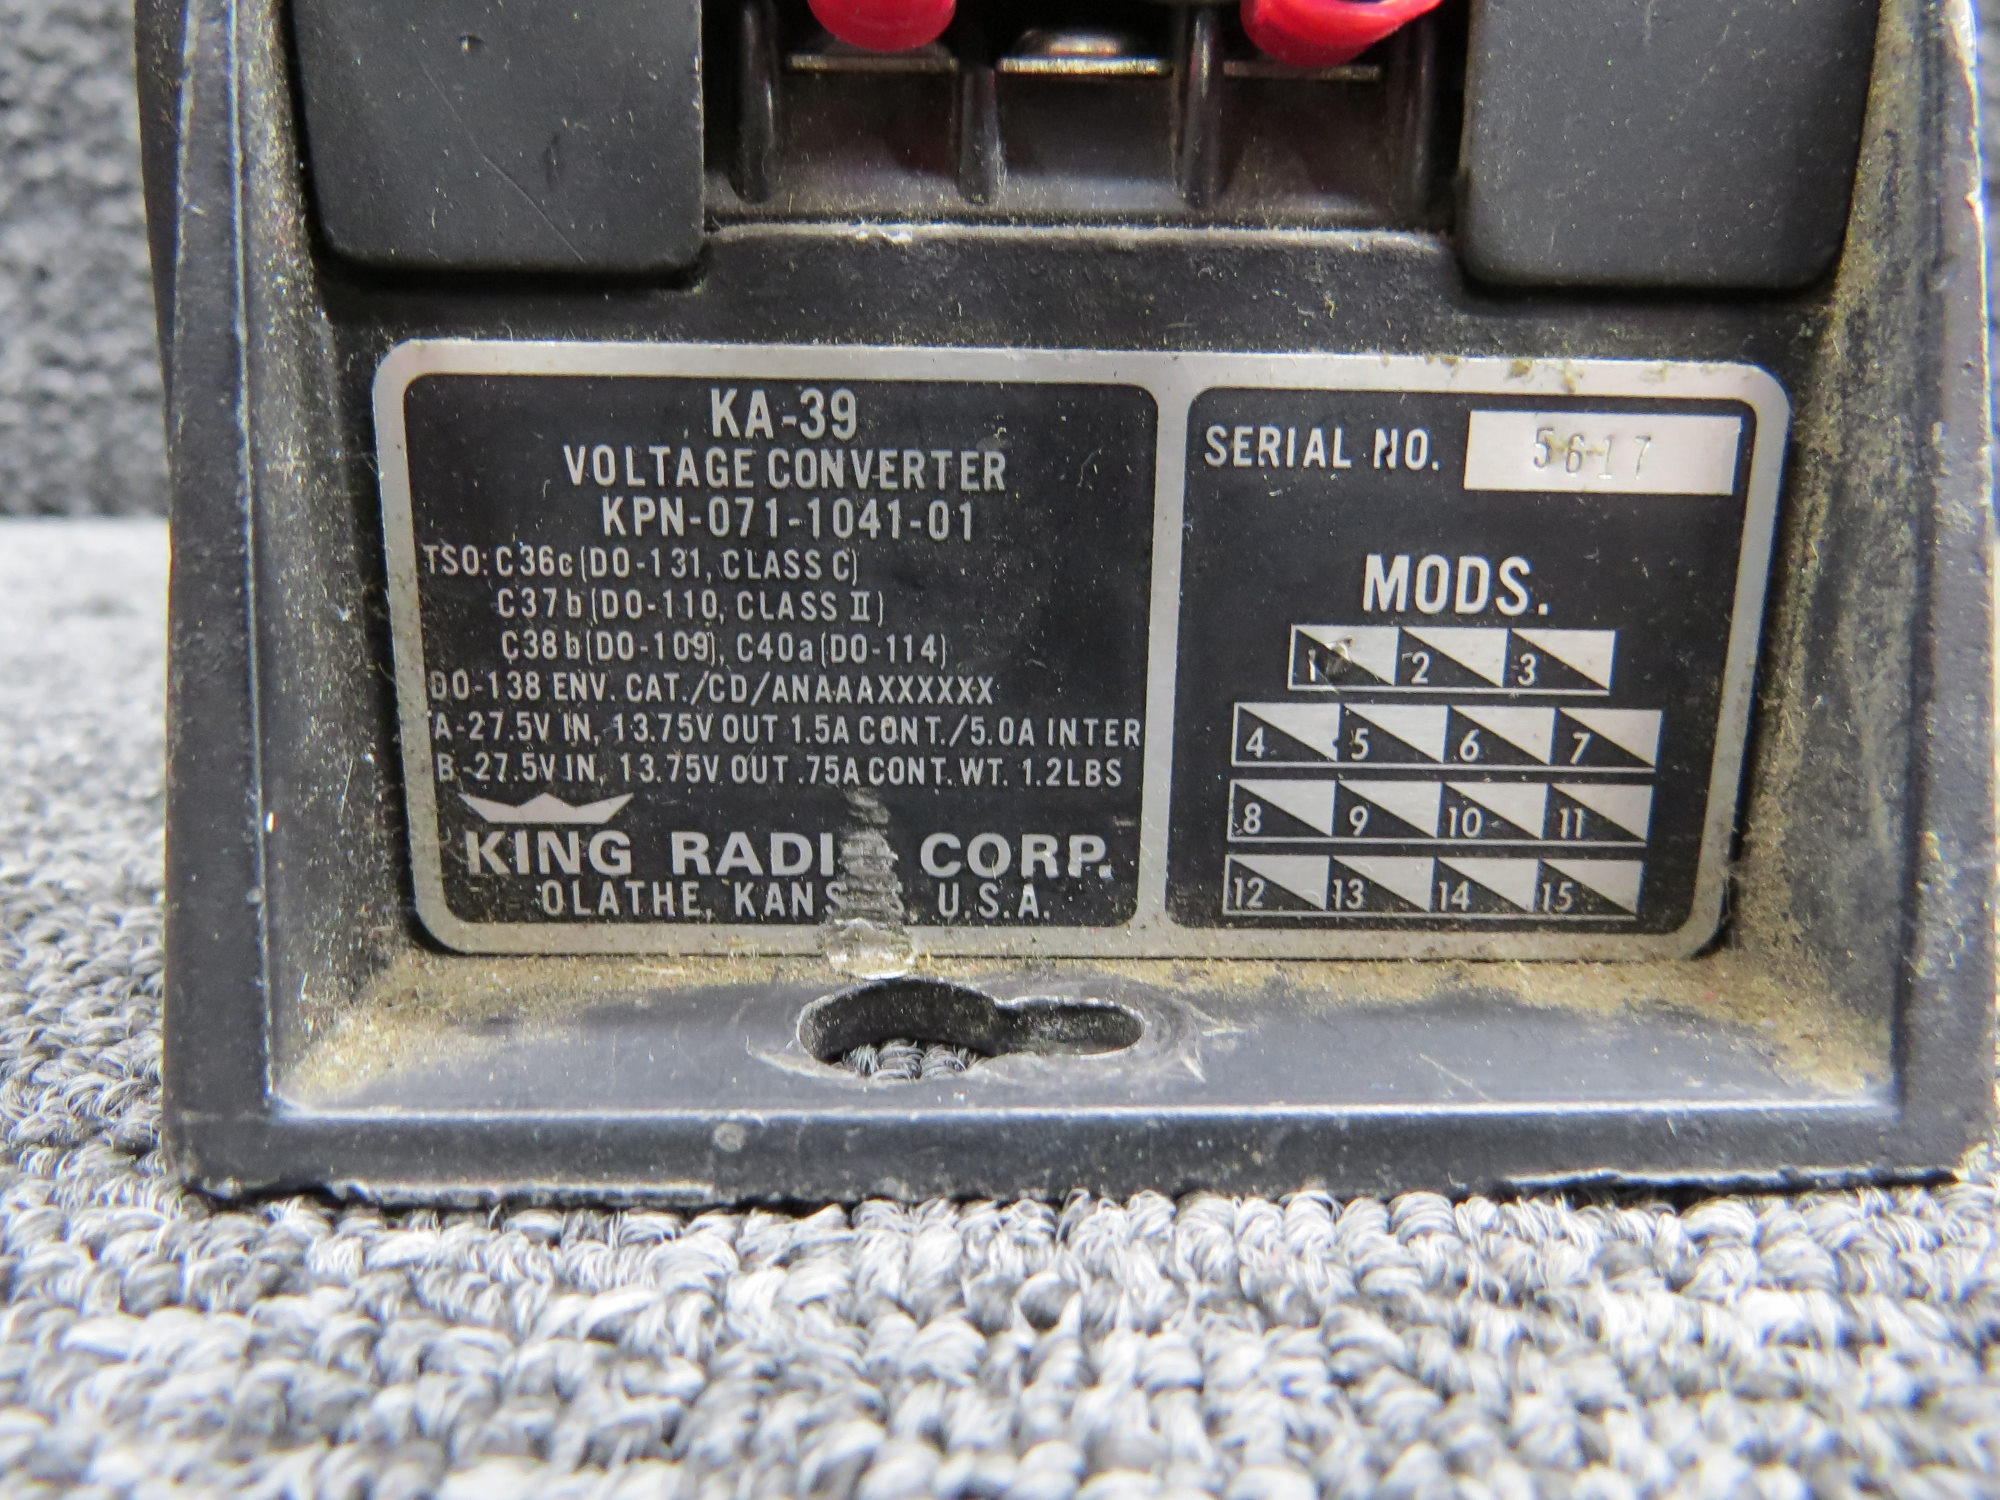 KA-39
VOLTAGE CONVERTER
KPN-071-1041-01
TSO: C36c (DO-131, CLASS C)
C37b (DO-110, CLASS II)
C38b (DO-109), C40a (DO-114)
DO-138 ENV. CAT./CD/ANAAAXXXXXX
A-27.5V IN, 13.75V OUT 1.5A CONT./5.0A INTER
B-27.5V IN, 13.75V OUT .75A CONT. WT. 1.2LBS
KING CORP.
OLATHE, U.S.A.
SERIAL NO. 5617
MODS.
1 2 3
4 5 6 7
8 9 10 11
12 13 14 15